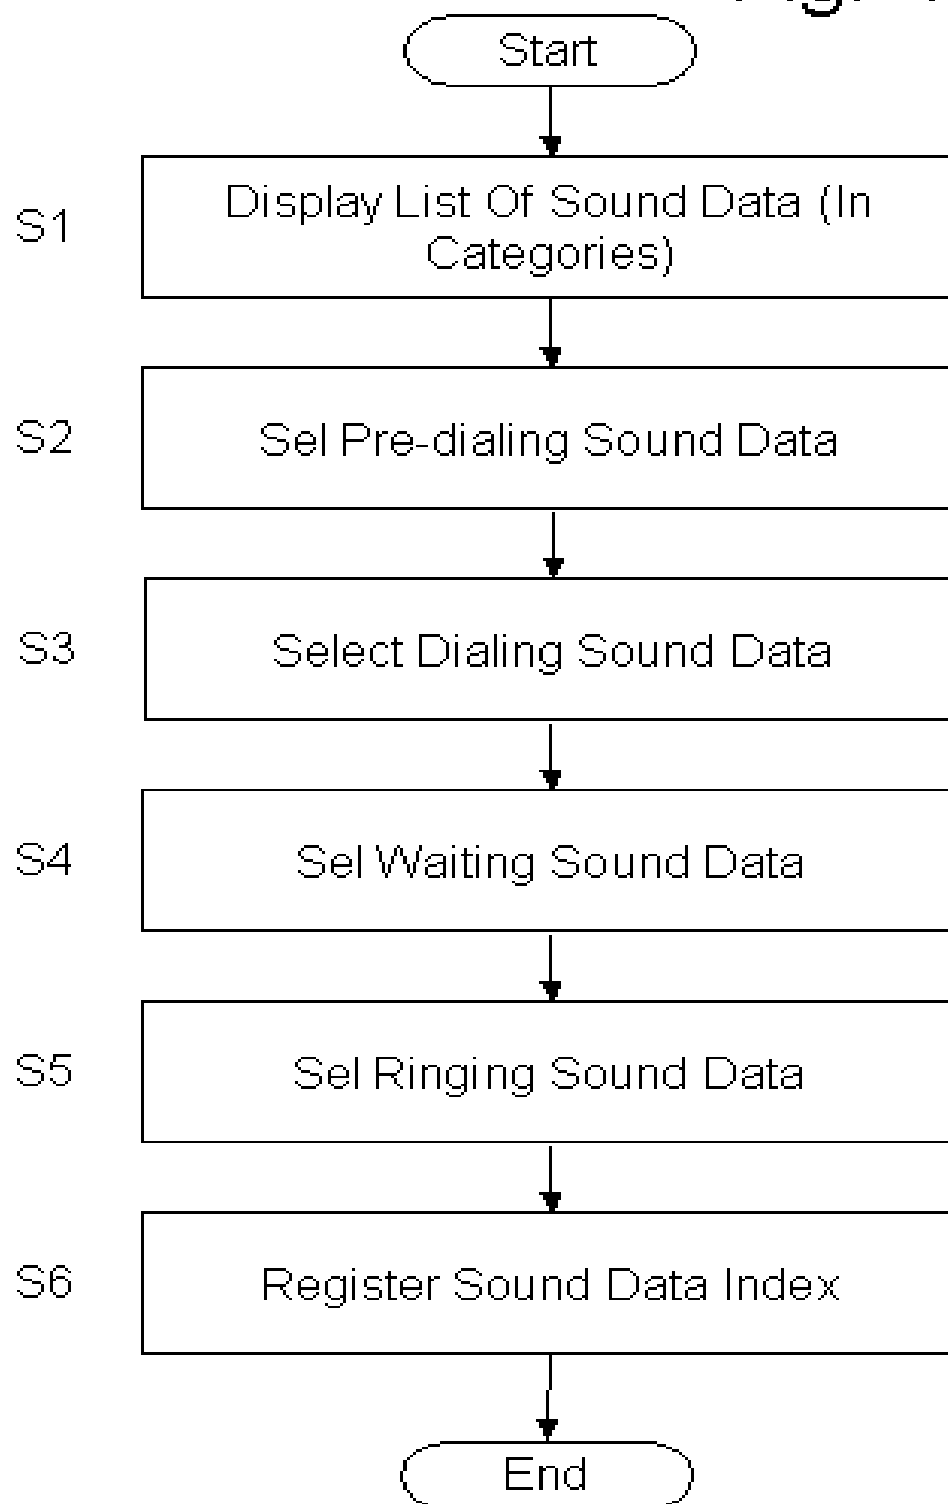 Start
S1
Display List Of Sound Data (In
Categories)
S2
Sel Pre-dialing Sound Data
S3
Select Dialing Sound Data
S4
Sel Waiting Sound Data
S5
Sel Ringing Sound Data
S6
Register Sound Data Index
End